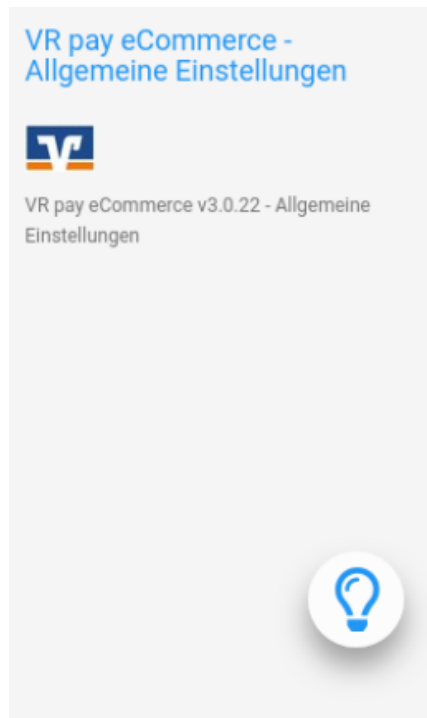 VR pay eCommerce -
Allgemeine Einstellungen
VR pay eCommerce v3.0.22 - Allgemeine
Einstellungen